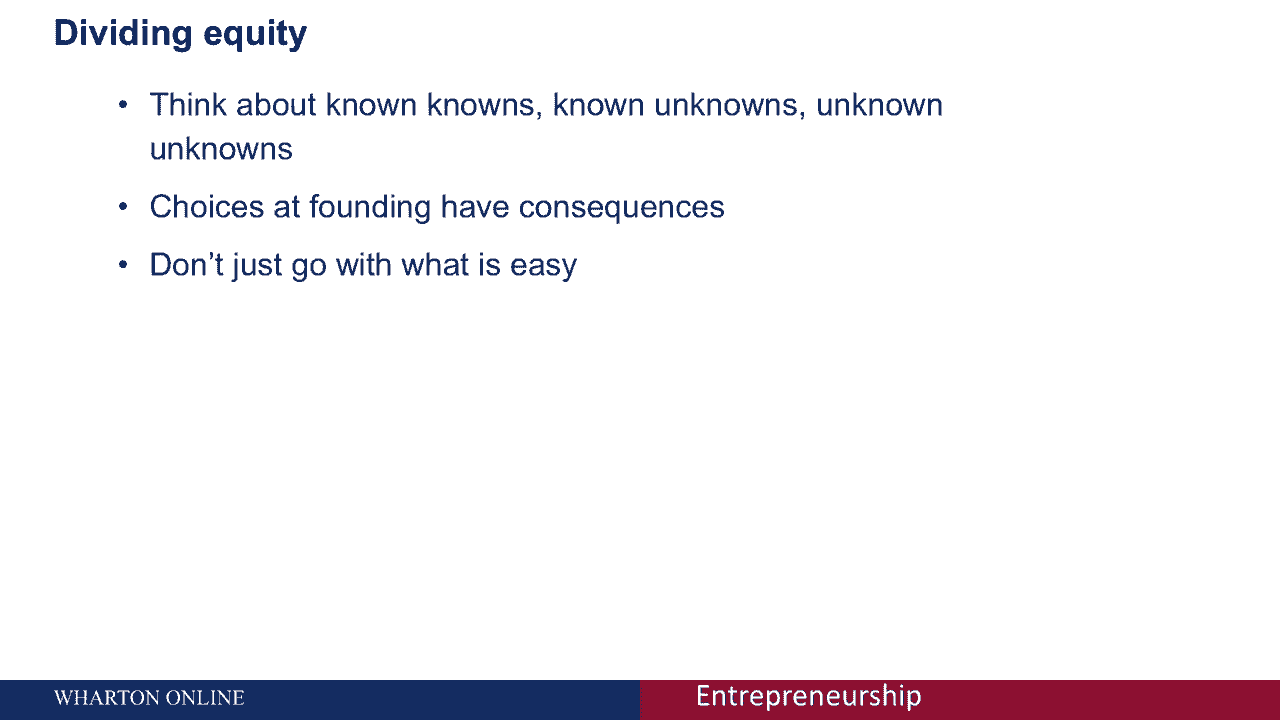 Dividing equity
• Think about known knowns, known unknowns, unknown
unknowns
• Choices at founding have consequences
• Don’t just go with what is easy
WHARTON ONLINE
Entrepreneurship